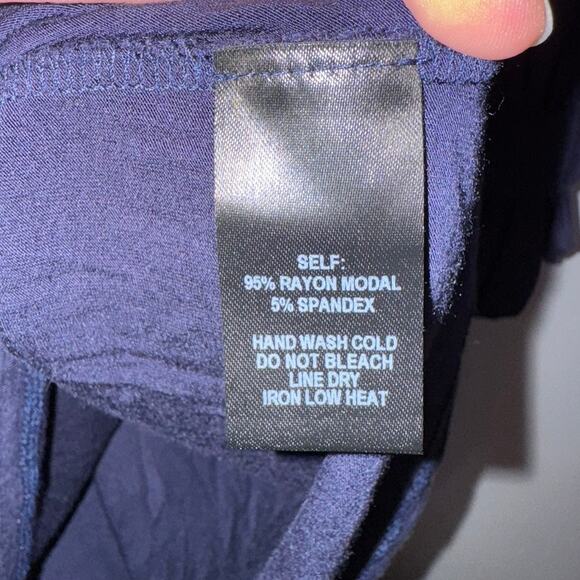 SELF:
95% RAYON MODAL
5% SPANDEX
HAND WASH COLD
DO NOT BLEACH
LINE DRY
IRON LOW HEAT